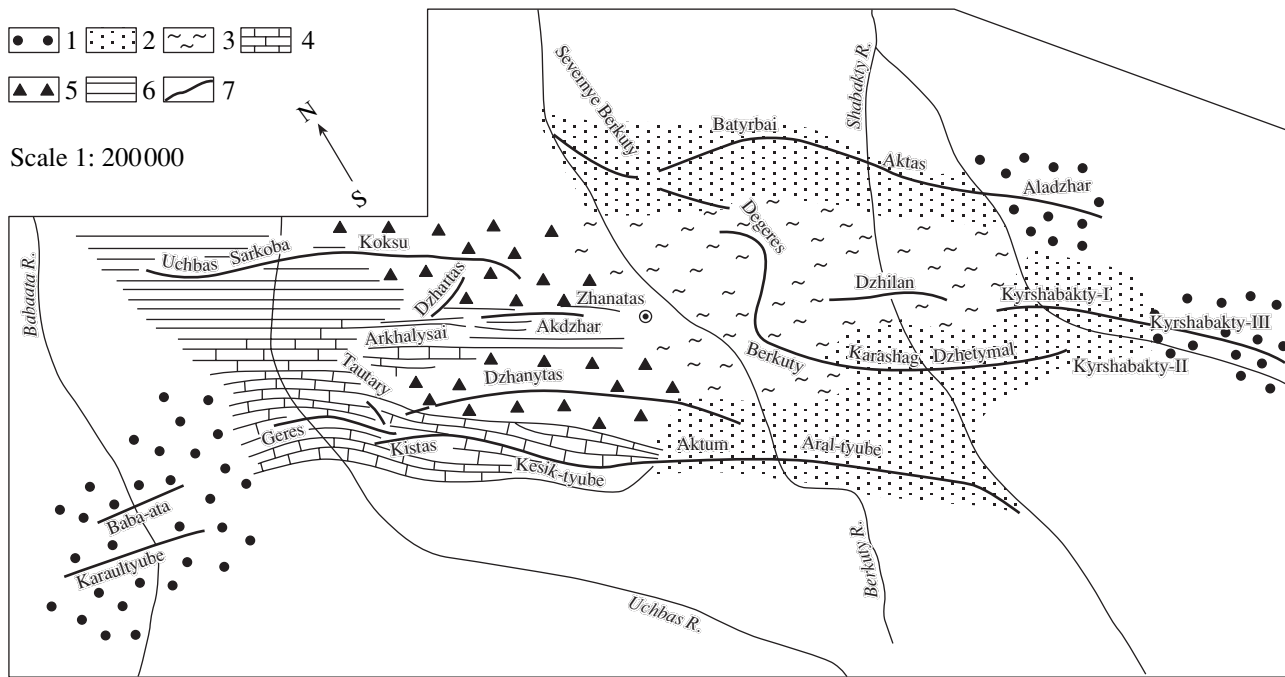 1
2
3
4
5
6
7
N
S
Scale 1: 200000
Severnye Berkuty
Batyrbai
Shabakty R.
Aktas
Aladzhar
Babaata R.
Uchbas
Sarkoba
Koksu
Degeres
Dzhartas
Zhanatas
Dzhilan
Kyrshabakty-I
Arkhalysai
Akdzhar
Kyrshabakty-III
Tautary
Dzhanytas
Berkuty
Karashag
Dzhetymal
Kyrshabakty-II
Geres
Kistas
Kesik-tyube
Aktum
Aral-tyube
Baba-ata
Karaultyube
Uchbas R.
Berkuty R.